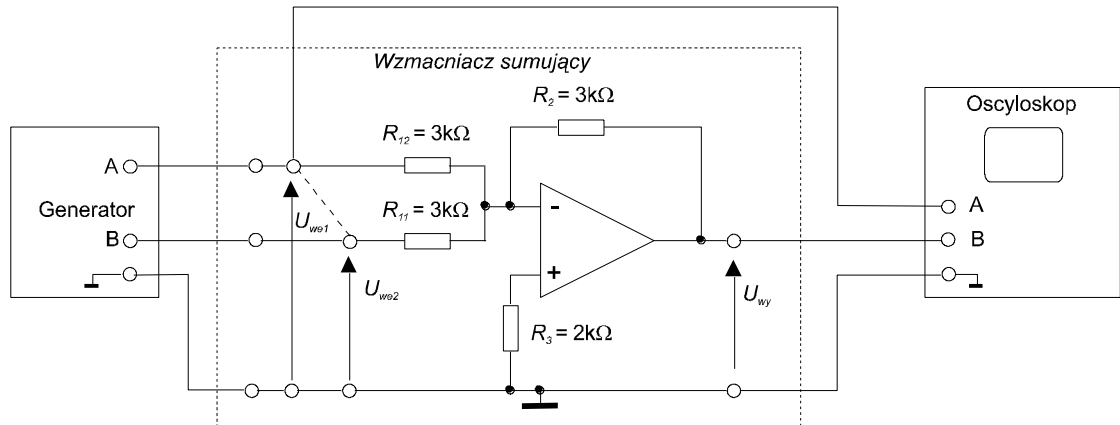 Wzmacniacz sumujący
R₂ = 3kΩ
Oscyloskop
R₁₂ = 3kΩ
A
Generator
A
R₁₁ = 3kΩ
-
Uwe1
B
B
+
Uwe2
Uwy
R₃ = 2kΩ